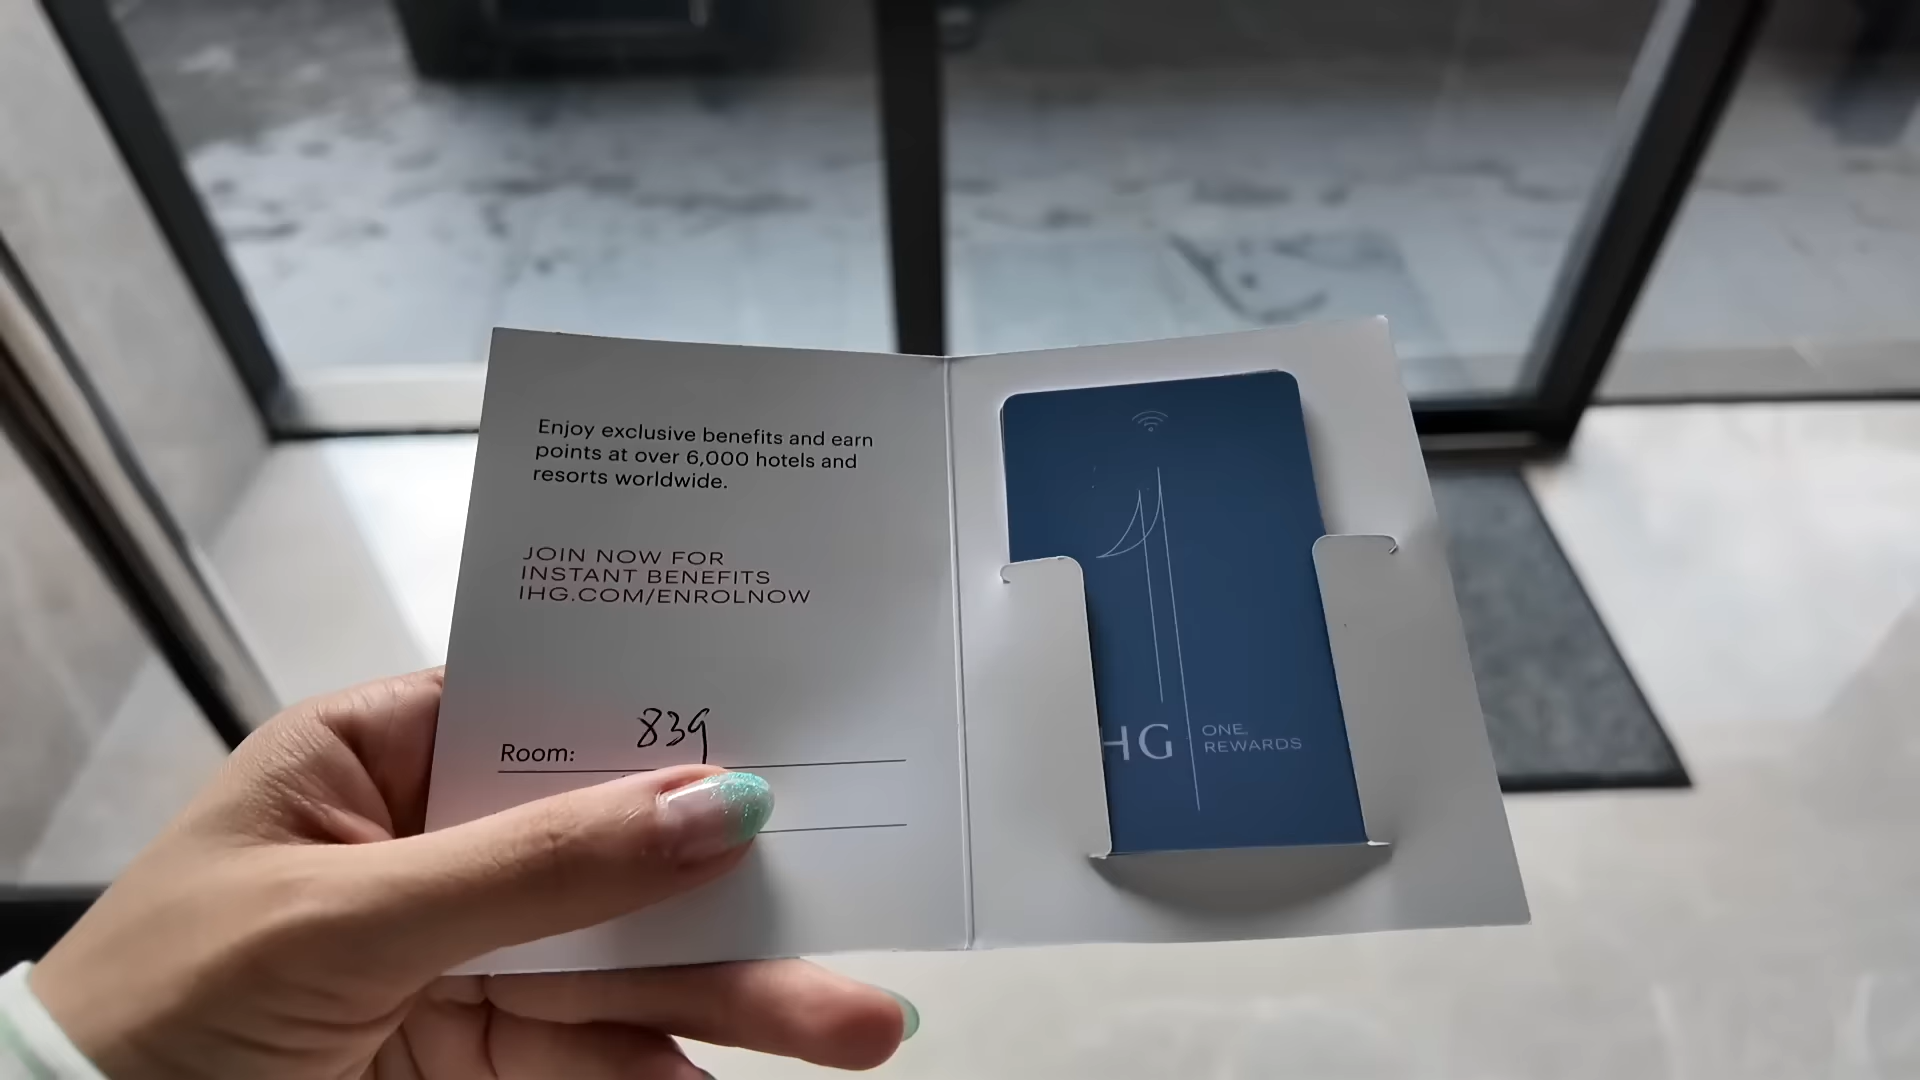 Enjoy exclusive benefits and earn
points at over 6,000 hotels and
resorts worldwide.
JOIN NOW FOR
INSTANT BENEFITS
IHG.COM/ENROLNOW
Room: 839
HG
ONE
REWARDS